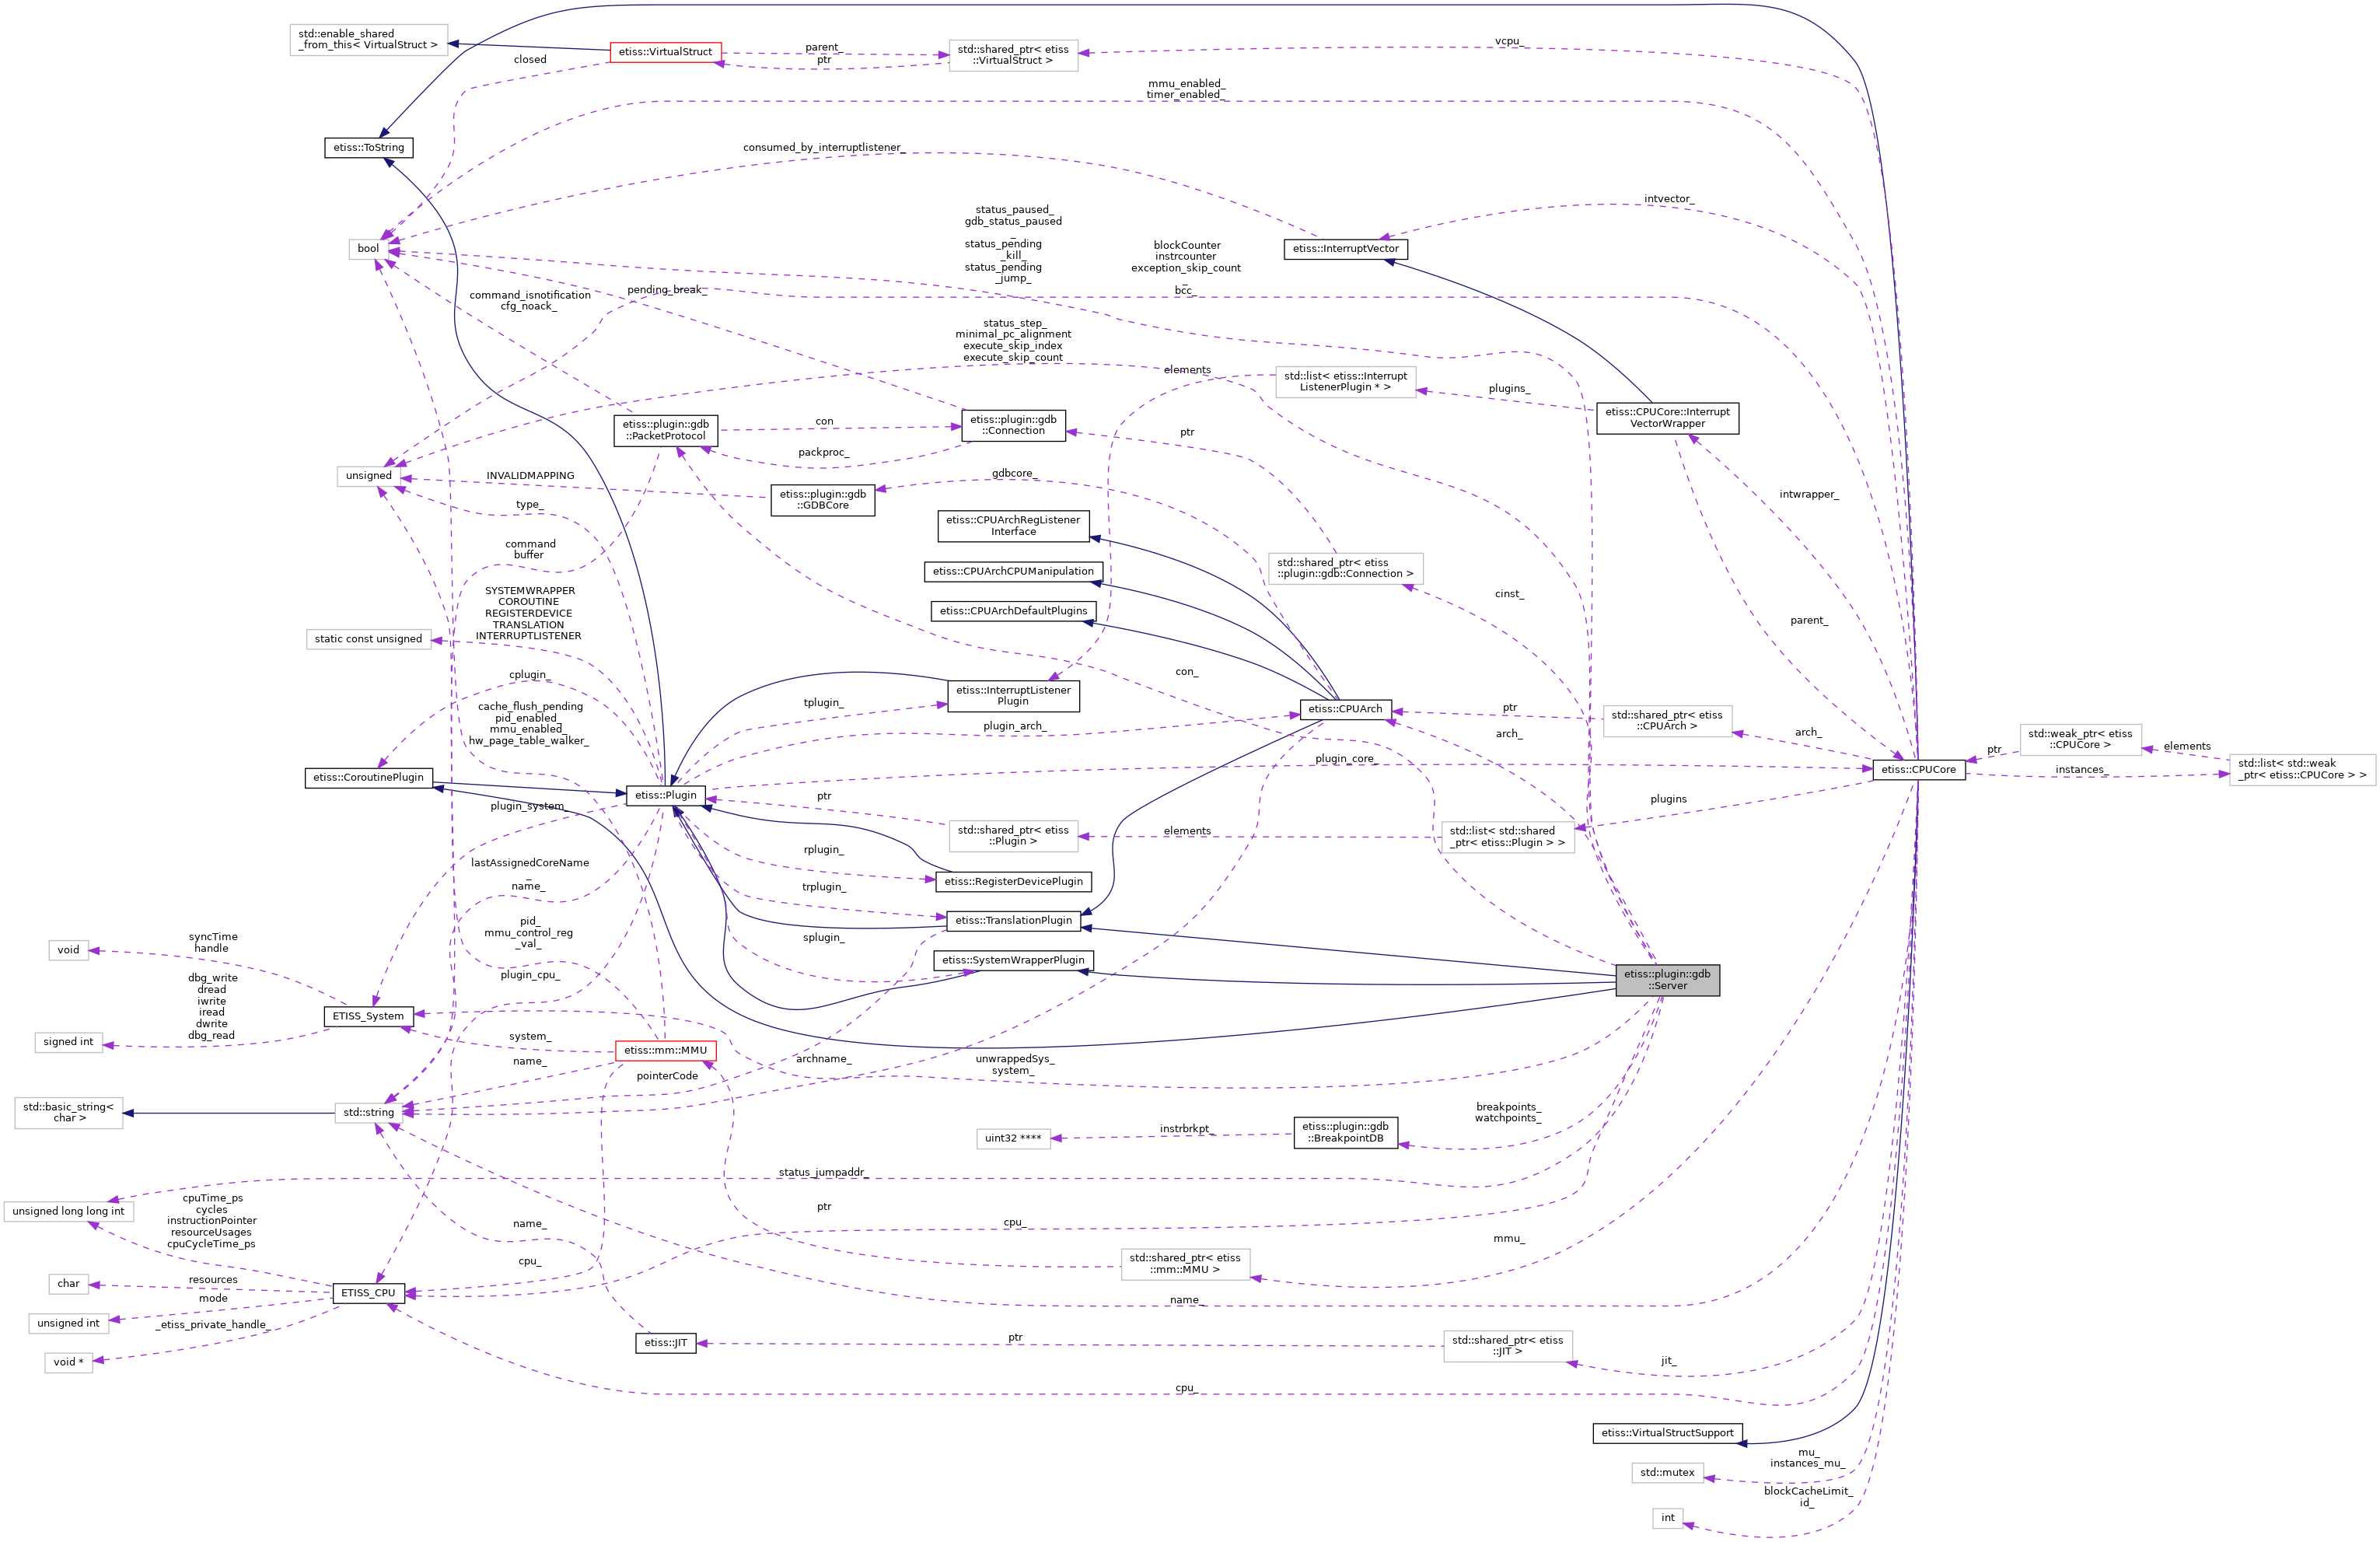 vcpu_
std::enable_shared
_from_this< VirtualStruct >
etiss::VirtualStruct
parent_
ptr
std::shared_ptr< etiss
::VirtualStruct >
closed
mmu_enabled_
timer_enabled_
etiss::ToString
consumed_by_interruptlistener_
intvector_
status_paused_
gdb_status_paused
_
status_pending
_kill_
status_pending
_jump_
bool
etiss::InterruptVector
blockCounter
instrcounter
exception_skip_count
_
bcc_
pending_break_
command_isnotification
cfg_noack_
status_step_
minimal_pc_alignment
execute_skip_index
execute_skip_count
elements
std::list< etiss::Interrupt
ListenerPlugin * >
plugins_
etiss::CPUCore::Interrupt
VectorWrapper
etiss::plugin::gdb
::PacketProtocol
con
etiss::plugin::gdb
::Connection
ptr
packproc_
unsigned
INVALIDMAPPING
gdbcore_
etiss::plugin::gdb
::GDBCore
intwrapper_
type_
etiss::CPUArchRegListener
Interface
command
buffer
std::shared_ptr< etiss
::plugin::gdb::Connection >
etiss::CPUArchCPUManipulation
cinst_
SYSTEMWRAPPER
COROUTINE
REGISTERDEVICE
TRANSLATION
INTERRUPTLISTENER
etiss::CPUArchDefaultPlugins
parent_
static const unsigned
cplugin_
con_
etiss::InterruptListener
Plugin
tplugin_
etiss::CPUArch
ptr
std::shared_ptr< etiss
::CPUArch >
cache_flush_pending
pid_enabled_
mmu_enabled_
hw_page_table_walker_
plugin_arch_
arch_
arch_
std::weak_ptr< etiss
::CPUCore >
ptr
elements
std::list< std::weak
_ptr< etiss::CPUCore > >
plugin_core_
etiss::CPUCore
instances_
etiss::CoroutinePlugin
etiss::Plugin
plugin_system_
ptr
plugins
std::shared_ptr< etiss
::Plugin >
elements
std::list< std::shared
_ptr< etiss::Plugin > >
rplugin_
lastAssignedCoreName
_
name_
etiss::RegisterDevicePlugin
trplugin_
etiss::TranslationPlugin
pid_
mmu_control_reg
_val_
splugin_
syncTime
handle
void
etiss::SystemWrapperPlugin
plugin_cpu_
etiss::plugin::gdb
::Server
dbg_write
dread
iwrite
iread
dwrite
dbg_read
ETISS_System
signed int
system_
etiss::mm::MMU
name_
archname_
unwrappedSys_
system_
pointerCode
std::basic_string<
char >
std::string
breakpoints_
watchpoints_
uint32 ****
instrbrkpt_
etiss::plugin::gdb
::BreakpointDB
status_jumpaddr_
unsigned long long int
cpuTime_ps
cycles
instructionPointer
resourceUsages
cpuCycleTime_ps
ptr
name_
cpu_
mmu_
cpu_
std::shared_ptr< etiss
::mm::MMU >
char
resources
ETISS_CPU
name_
mode
unsigned int
_etiss_private_handle_
void *
etiss::JIT
ptr
std::shared_ptr< etiss
::JIT >
jit_
cpu_
etiss::VirtualStructSupport
mu_
instances_mu_
std::mutex
blockCacheLimit_
id_
int